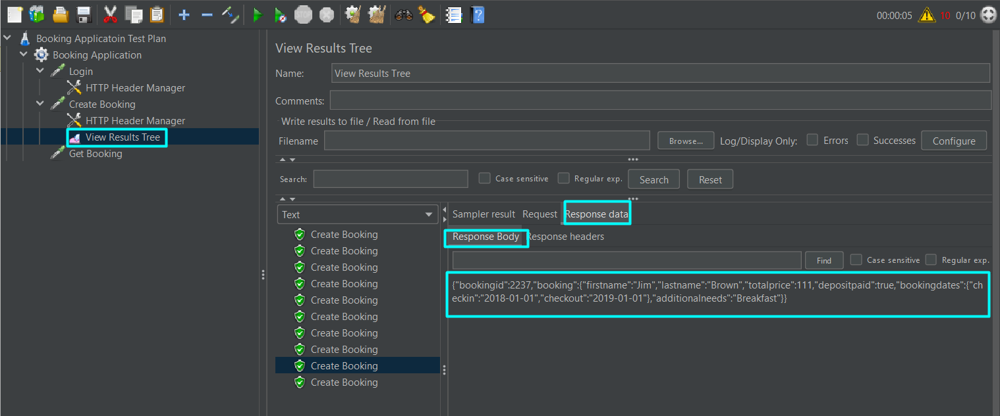 00:00:05 10 0/10
Booking Applicatoin Test Plan
Booking Application
Login
HTTP Header Manager
Create Booking
HTTP Header Manager
View Results Tree
Get Booking
View Results Tree
Name: View Results Tree
Comments:
Write results to file / Read from file
Filename Browse... Log/Display Only: Errors Successes Configure
Search: Case sensitive Regular exp. Search Reset
Text
Create Booking
Create Booking
Create Booking
Create Booking
Create Booking
Create Booking
Create Booking
Create Booking
Create Booking
Create Booking
Sampler result Request Response data
Response Body Response headers
Find Case sensitive Regular exp.
{"bookingid":2237,"booking":{"firstname":"Jim","lastname":"Brown","totalprice":111,"depositpaid":true,"bookingdates":{"ch
eckin":"2018-01-01","checkout":"2019-01-01"},"additionalneeds":"Breakfast"}}